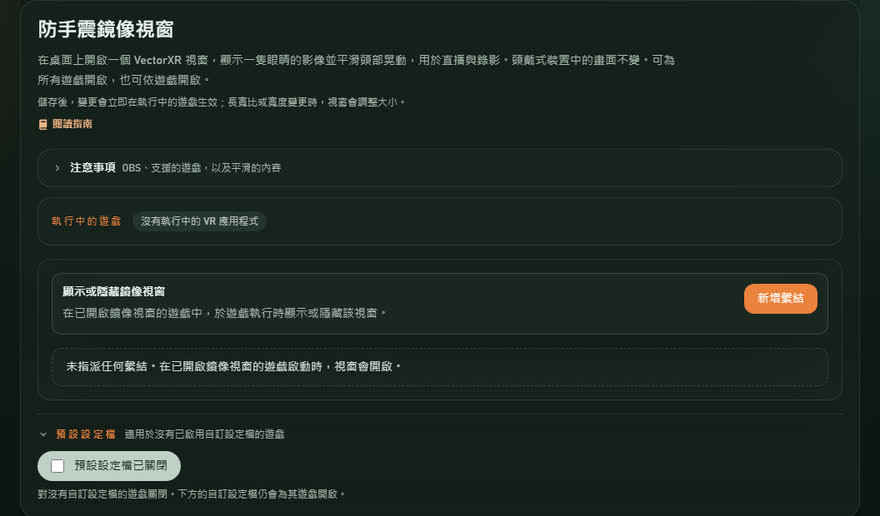 防手震鏡像視窗
在桌面上開啟一個 VectorXR 視窗，顯示一隻眼睛的影像並平滑頭部晃動，用於直播與錄影。頭戴式裝置中的畫面不變。可為
所有遊戲開啟，也可依遊戲開啟。
儲存後，變更會立即在執行中的遊戲生效；長寬比或寬度變更時，視窗會調整大小。
閱讀指南
注意事項 OBS、支援的遊戲，以及平滑的內容
執行中的遊戲 沒有執行中的 VR 應用程式
顯示或隱藏鏡像視窗
在已開啟鏡像視窗的遊戲中，於遊戲執行時顯示或隱藏該視窗。
新增繫結
未指派任何繫結。在已開啟鏡像視窗的遊戲啟動時，視窗會開啟。
預設設定檔 適用於沒有已啟用自訂設定檔的遊戲
預設設定檔已關閉
對沒有自訂設定檔的遊戲關閉。下方的自訂設定檔仍會為其遊戲開啟。